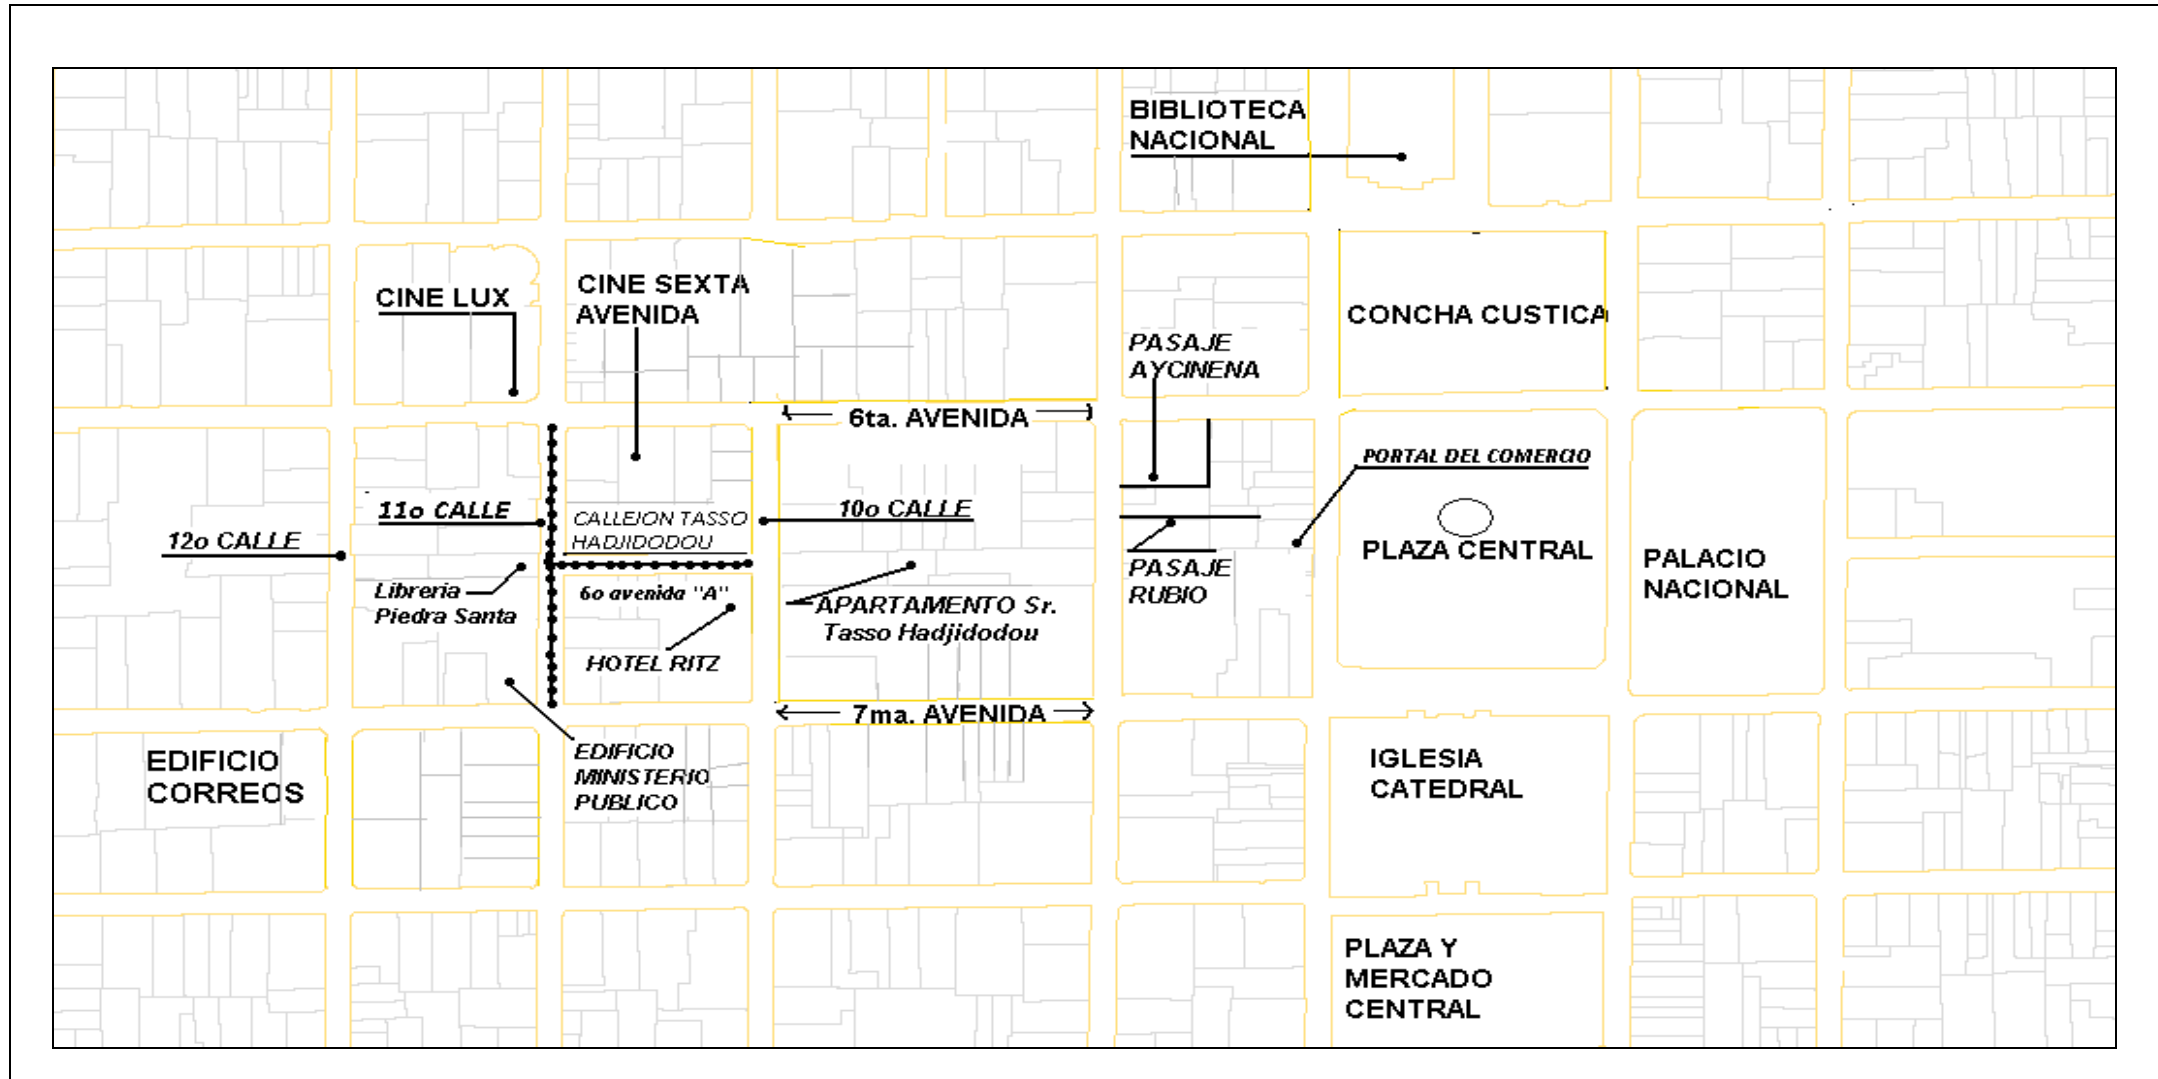 BIBLIOTECA
NACIONAL
CINE LUX
CINE SEXTA
AVENIDA
CONCHA CUSTICA
PASAJE
AYCINENA
6ta. AVENIDA
PORTAL DEL COMERCIO
11o CALLE
12o CALLE
CALLEJON TASSO
HADJIDODOU
10o CALLE
PLAZA CENTRAL
PALACIO
NACIONAL
Libreria
Piedra Santa
6o avenida "A"
HOTEL RITZ
APARTAMENTO Sr.
Tasso Hadjidodou
PASAJE
RUBIO
7ma. AVENIDA
EDIFICIO
CORREOS
EDIFICIO
MINISTERIO
PUBLICO
IGLESIA
CATEDRAL
PLAZA Y
MERCADO
CENTRAL